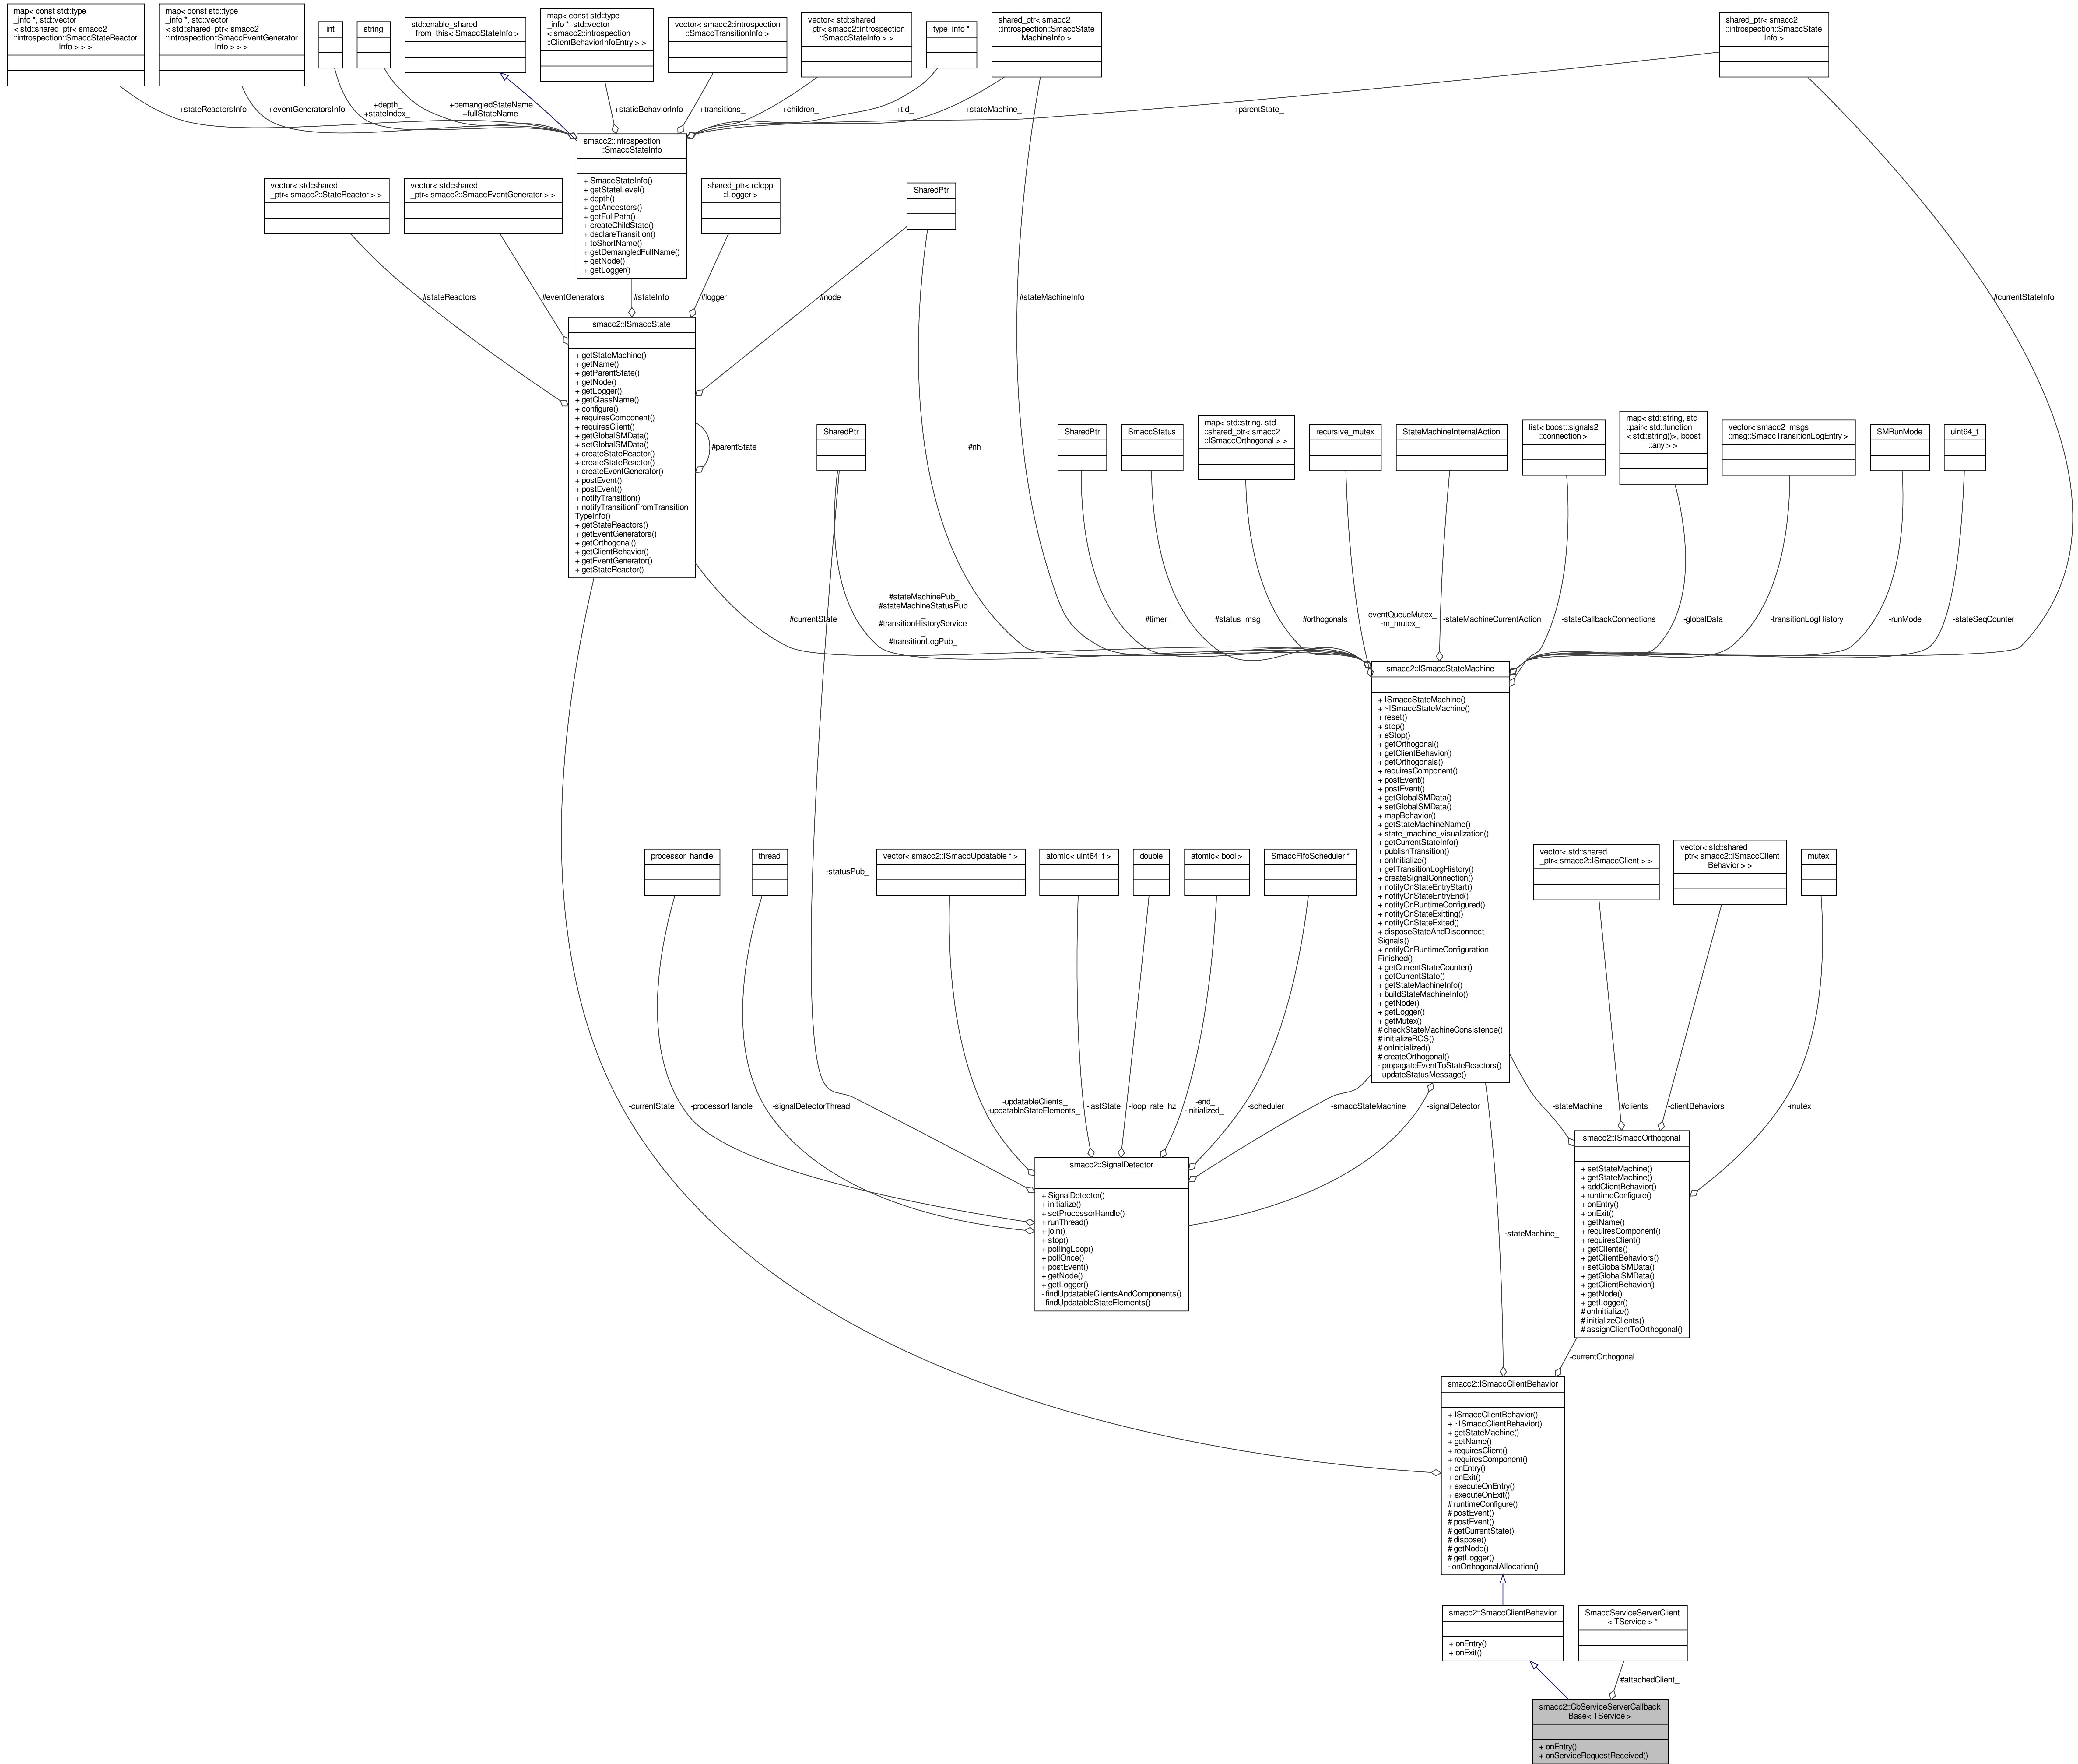 map< const std::type
_info *, std::vector
< std::shared_ptr< smacc2
::introspection::SmaccStateReactor
Info > > >
map< const std::type
_info *, std::vector
< std::shared_ptr< smacc2
::introspection::SmaccEventGenerator
Info > > >
int
string
std::enable_shared
_from_this< SmaccStateInfo >
map< const std::type
_info *, std::vector
< smacc2::introspection
::ClientBehaviorInfoEntry > >
vector< smacc2::introspection
::SmaccTransitionInfo >
vector< std::shared
_ptr< smacc2::introspection
::SmaccStateInfo > >
type_info *
shared_ptr< smacc2
::introspection::SmaccState
MachineInfo >
shared_ptr< smacc2
::introspection::SmaccState
Info >
+stateReactorsInfo
+eventGeneratorsInfo
+depth_
+stateIndex_
+demangledStateName
+fullStateName
+staticBehaviorInfo
+transitions_
+children_
+tid_
+stateMachine_
+parentState_
smacc2::introspection
::SmaccStateInfo
+ SmaccStateInfo()
+ getStateLevel()
+ depth()
+ getAncestors()
+ getFullPath()
+ createChildState()
+ declareTransition()
+ toShortName()
+ getDemangledFullName()
+ getNode()
+ getLogger()
vector< std::shared
_ptr< smacc2::StateReactor > >
vector< std::shared
_ptr< smacc2::SmaccEventGenerator > >
shared_ptr< rclcpp
::Logger >
SharedPtr
#stateReactors_
#eventGenerators_
#stateInfo_
#logger_
#node_
#stateMachineInfo_
#currentStateInfo_
smacc2::ISmaccState
+ getStateMachine()
+ getName()
+ getParentState()
+ getNode()
+ getLogger()
+ getClassName()
+ configure()
+ requiresComponent()
+ requiresClient()
+ getGlobalSMData()
+ setGlobalSMData()
+ createStateReactor()
+ createStateReactor()
+ createEventGenerator()
+ postEvent()
+ postEvent()
+ notifyTransition()
+ notifyTransitionFromTransition
TypeInfo()
+ getStateReactors()
+ getEventGenerators()
+ getOrthogonal()
+ getClientBehavior()
+ getEventGenerator()
+ getStateReactor()
#parentState_
SharedPtr
#nh_
SharedPtr
SmaccStatus
map< std::string, std
::shared_ptr< smacc2
::ISmaccOrthogonal > >
recursive_mutex
StateMachineInternalAction
list< boost::signals2
::connection >
map< std::string, std
::pair< std::function
< std::string()>, boost
::any > >
vector< smacc2_msgs
::msg::SmaccTransitionLogEntry >
SMRunMode
uint64_t
#currentState_
#stateMachinePub_
#stateMachineStatusPub
_
#transitionHistoryService
_
#transitionLogPub_
#timer_
#status_msg_
#orthogonals_
-eventQueueMutex_
-m_mutex_
-stateMachineCurrentAction
-stateCallbackConnections
-globalData_
-transitionLogHistory_
-runMode_
-stateSeqCounter_
smacc2::ISmaccStateMachine
+ ISmaccStateMachine()
+ ~ISmaccStateMachine()
+ reset()
+ stop()
+ eStop()
+ getOrthogonal()
+ getClientBehavior()
+ getOrthogonals()
+ requiresComponent()
+ postEvent()
+ postEvent()
+ getGlobalSMData()
+ setGlobalSMData()
+ mapBehavior()
+ getStateMachineName()
+ state_machine_visualization()
+ getCurrentStateInfo()
+ publishTransition()
+ onInitialize()
+ getTransitionLogHistory()
+ createSignalConnection()
+ notifyOnStateEntryStart()
+ notifyOnStateEntryEnd()
+ notifyOnRuntimeConfigured()
+ notifyOnStateExitting()
+ notifyOnStateExited()
+ disposeStateAndDisconnect
Signals()
+ notifyOnRuntimeConfiguration
Finished()
+ getCurrentStateCounter()
+ getCurrentState()
+ getStateMachineInfo()
+ buildStateMachineInfo()
+ getNode()
+ getLogger()
+ getMutex()
# checkStateMachineConsistence()
# initializeROS()
# onInitialized()
# createOrthogonal()
- propagateEventToStateReactors()
- updateStatusMessage()
processor_handle
thread
-statusPub_
vector< smacc2::ISmaccUpdatable * >
atomic< uint64_t >
double
atomic< bool >
SmaccFifoScheduler *
vector< std::shared
_ptr< smacc2::ISmaccClient > >
vector< std::shared
_ptr< smacc2::ISmaccClient
Behavior > >
mutex
-currentState
-processorHandle_
-signalDetectorThread_
-updatableClients_
-updatableStateElements_
-lastState_
-loop_rate_hz
-end_
-initialized_
-scheduler_
-smaccStateMachine_
-signalDetector_
-stateMachine_
#clients_
-clientBehaviors_
-mutex_
smacc2::SignalDetector
+ SignalDetector()
+ initialize()
+ setProcessorHandle()
+ runThread()
+ join()
+ stop()
+ pollingLoop()
+ pollOnce()
+ postEvent()
+ getNode()
+ getLogger()
- findUpdatableClientsAndComponents()
- findUpdatableStateElements()
-stateMachine_
smacc2::ISmaccOrthogonal
+ setStateMachine()
+ getStateMachine()
+ addClientBehavior()
+ runtimeConfigure()
+ onEntry()
+ onExit()
+ getName()
+ requiresComponent()
+ requiresClient()
+ getClients()
+ getClientBehaviors()
+ setGlobalSMData()
+ getGlobalSMData()
+ getClientBehavior()
+ getNode()
+ getLogger()
# onInitialize()
# initializeClients()
# assignClientToOrthogonal()
-currentOrthogonal
smacc2::ISmaccClientBehavior
+ ISmaccClientBehavior()
+ ~ISmaccClientBehavior()
+ getStateMachine()
+ getName()
+ requiresClient()
+ requiresComponent()
+ onEntry()
+ onExit()
+ executeOnEntry()
+ executeOnExit()
# runtimeConfigure()
# postEvent()
# postEvent()
# getCurrentState()
# dispose()
# getNode()
# getLogger()
- onOrthogonalAllocation()
smacc2::SmaccClientBehavior
+ onEntry()
+ onExit()
SmaccServiceServerClient
< TService > *
#attachedClient_
smacc2::CbServiceServerCallback
Base< TService >
+ onEntry()
+ onServiceRequestReceived()